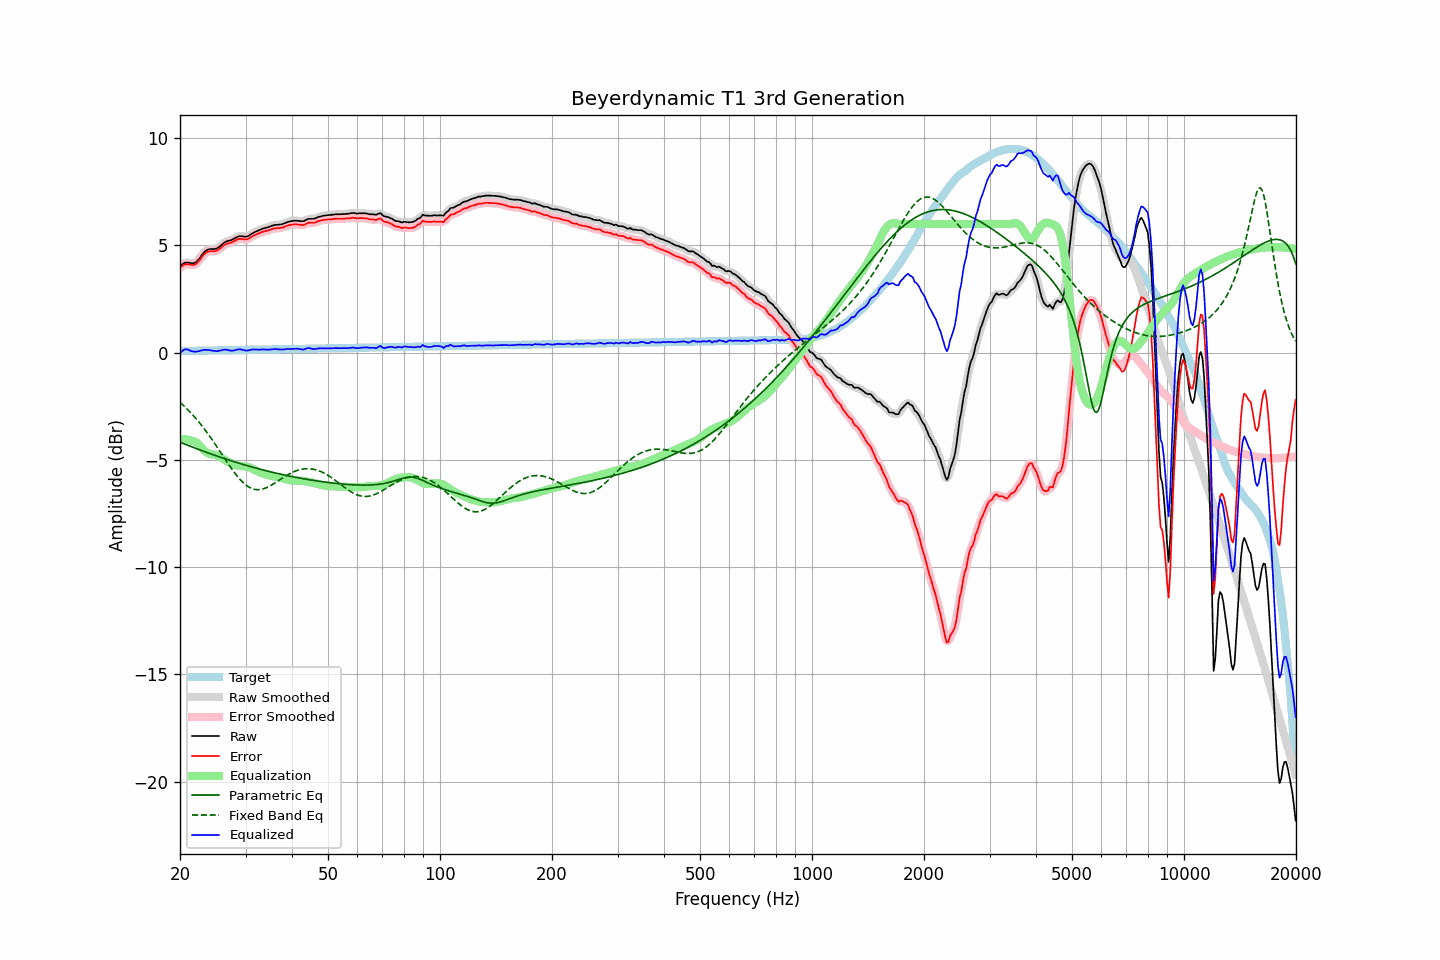 Beyerdynamic T1 3rd Generation
Amplitude (dBr)
10
5
0
−5
−10
−15
−20
Target
Raw Smoothed
Error Smoothed
Raw
Error
Equalization
Parametric Eq
Fixed Band Eq
Equalized
20 50 100 200 500 1000 2000 5000 10000 20000
Frequency (Hz)